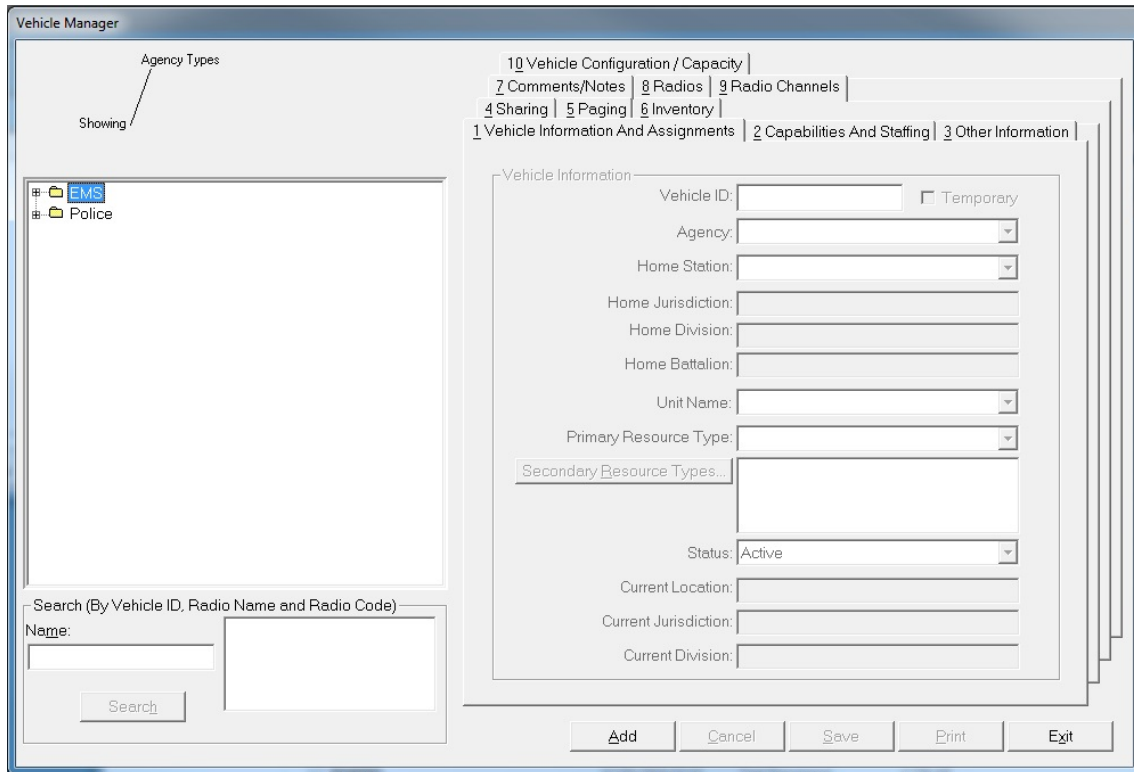 Vehicle Manager
Agency Types
Showing
EMS
Police
Search (By Vehicle ID, Radio Name and Radio Code)
Name:
Search
10 Vehicle Configuration / Capacity
7 Comments/Notes 8 Radios 9 Radio Channels
4 Sharing 5 Paging 6 Inventory
1 Vehicle Information And Assignments 2 Capabilities And Staffing 3 Other Information
Vehicle Information
Vehicle ID: Temporary
Agency:
Home Station:
Home Jurisdiction:
Home Division:
Home Battalion:
Unit Name:
Primary Resource Type:
Secondary Resource Types...
Status: Active
Current Location:
Current Jurisdiction:
Current Division:
Add Cancel Save Print Exit